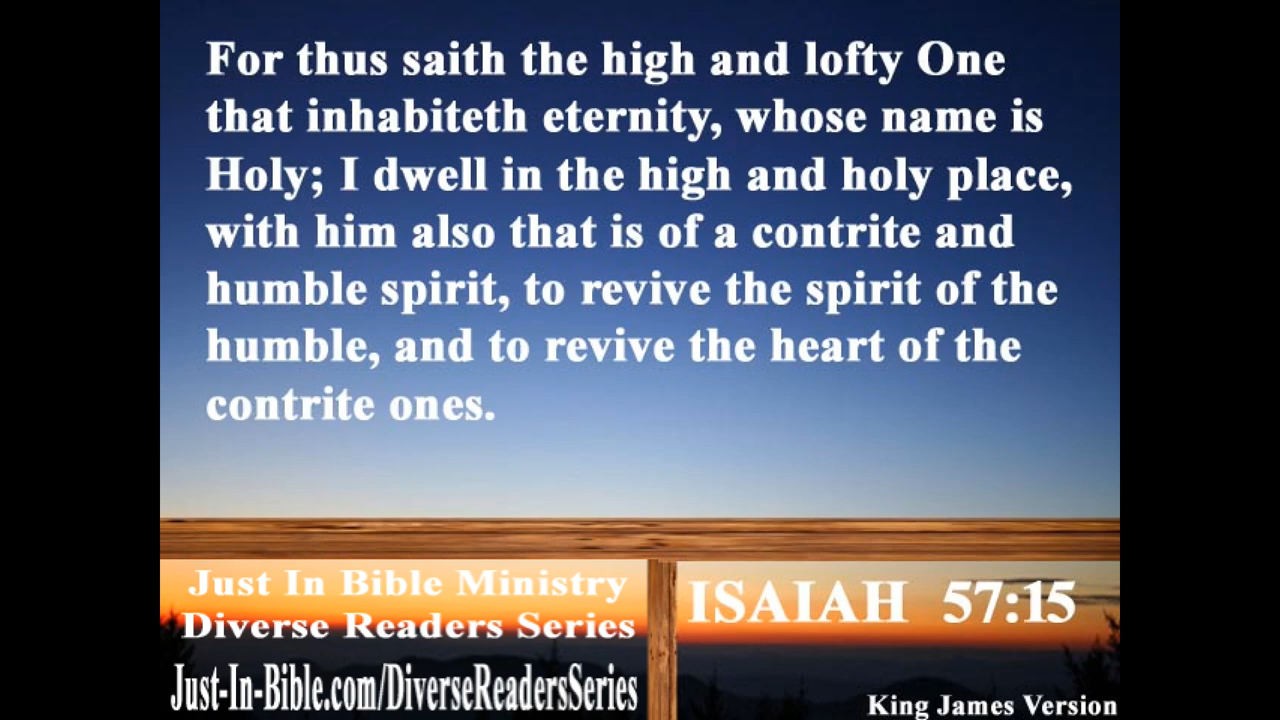 For thus saith the high and lofty One
that inhabiteth eternity, whose name is
Holy; I dwell in the high and holy place,
with him also that is of a contrite and
humble spirit, to revive the spirit of the
humble, and to revive the heart of the
contrite ones.
Just In Bible Ministry
Diverse Readers Series
Just-In-Bible.com/DiverseReadersSeries
ISAIAH 57:15
King James Version